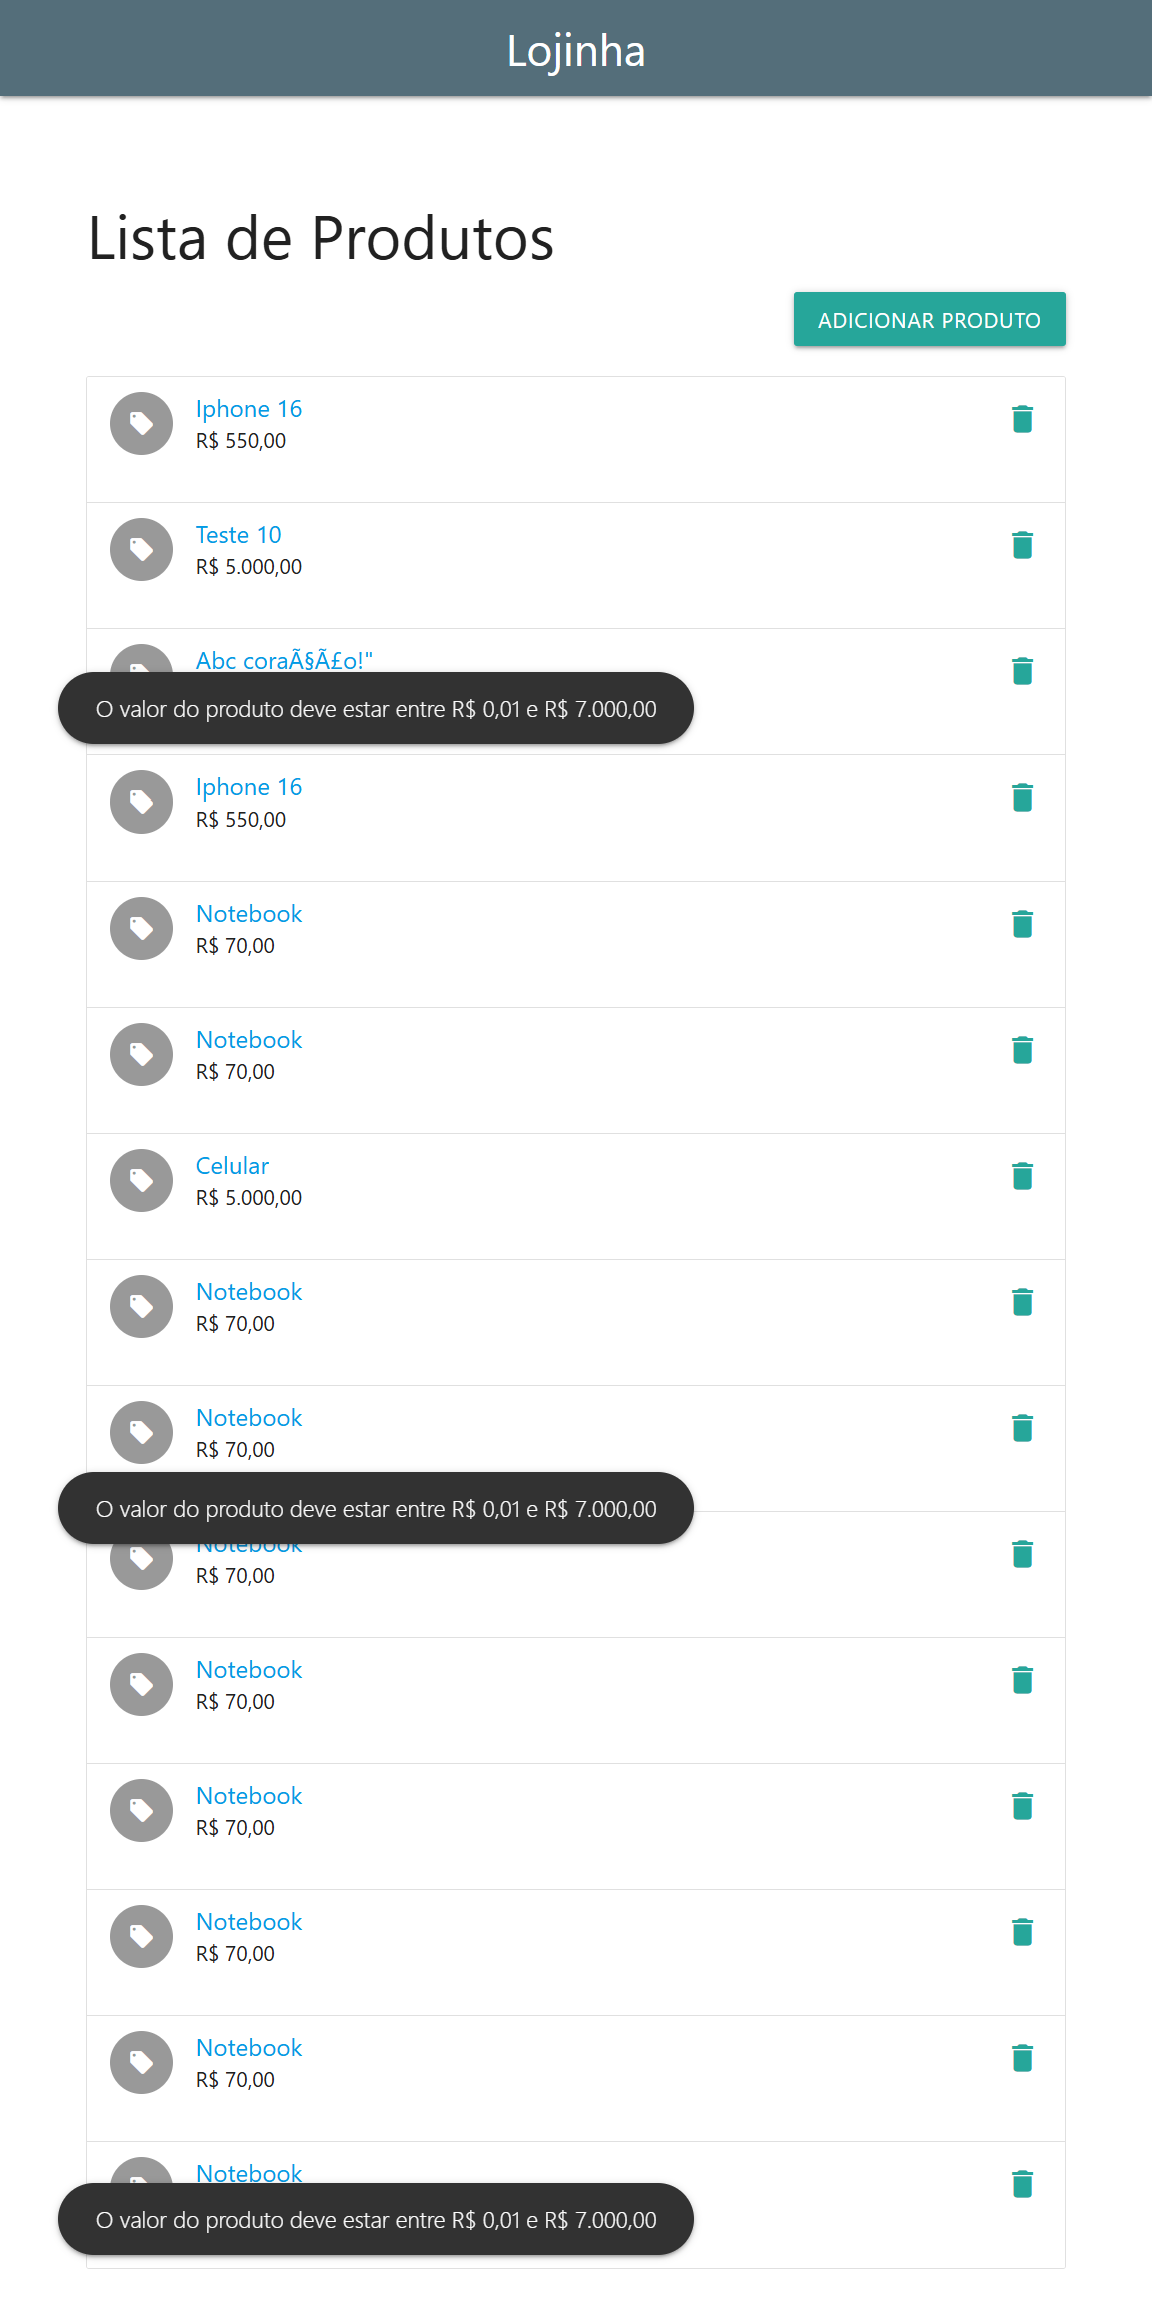 Lojinha
Lista de Produtos
ADICIONAR PRODUTO
Iphone 16
R$ 550,00
Teste 10
R$ 5.000,00
Abc coraÃ§Ã£o!"
O valor do produto deve estar entre R$ 0,01 e R$ 7.000,00
Iphone 16
R$ 550,00
Notebook
R$ 70,00
Notebook
R$ 70,00
Celular
R$ 5.000,00
Notebook
R$ 70,00
Notebook
R$ 70,00
O valor do produto deve estar entre R$ 0,01 e R$ 7.000,00
Notebook
R$ 70,00
Notebook
R$ 70,00
Notebook
R$ 70,00
Notebook
R$ 70,00
Notebook
R$ 70,00
Notebook
O valor do produto deve estar entre R$ 0,01 e R$ 7.000,00